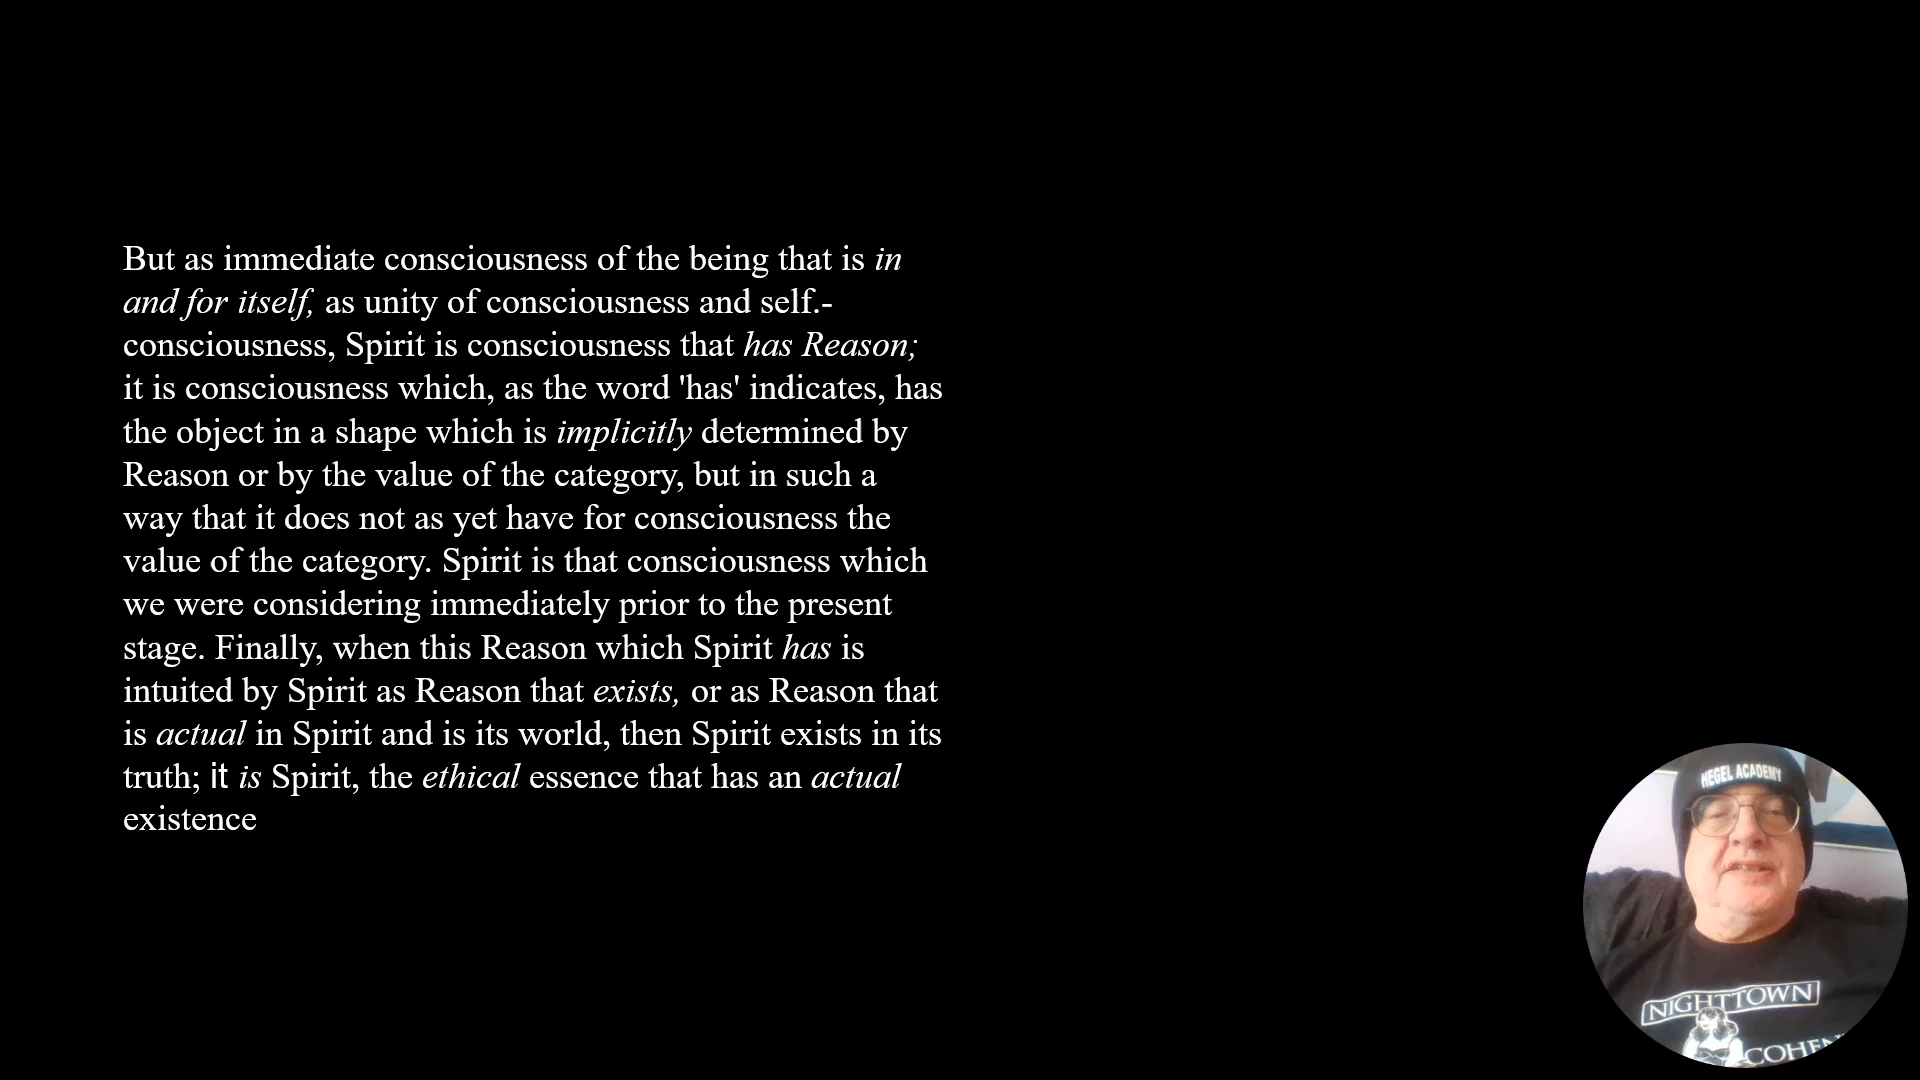 But as immediate consciousness of the being that is in
and for itself, as unity of consciousness and self.-
consciousness, Spirit is consciousness that has Reason;
it is consciousness which, as the word 'has' indicates, has
the object in a shape which is implicitly determined by
Reason or by the value of the category, but in such a
way that it does not as yet have for consciousness the
value of the category. Spirit is that consciousness which
we were considering immediately prior to the present
stage. Finally, when this Reason which Spirit has is
intuited by Spirit as Reason that exists, or as Reason that
is actual in Spirit and is its world, then Spirit exists in its
truth; it is Spirit, the ethical essence that has an actual
existence
HEGEL ACADEMY
NIGHTTOWN
COHEN